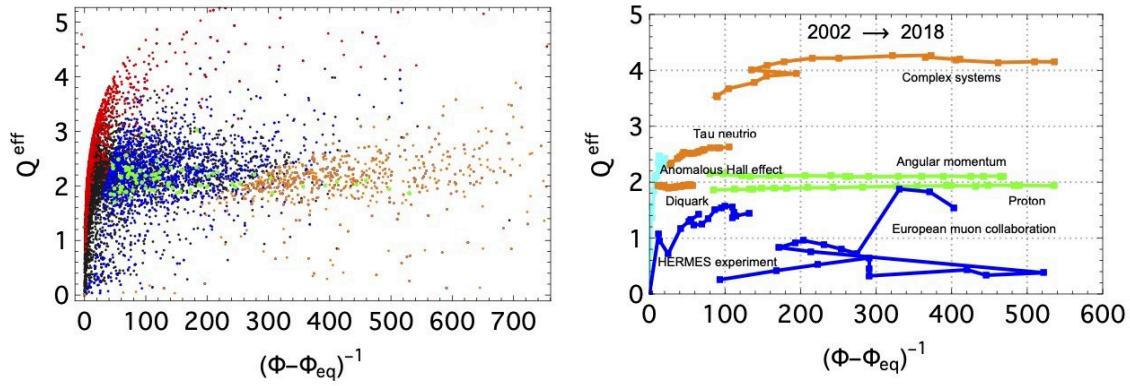 5
4
3
2
1
0
Q^eff
0 100 200 300 400 500 600 700
(Φ-Φeq)^-1
2002 → 2018
5
4
3
2
1
0
Q^eff
Complex systems
Tau neutrio
Anomalous Hall effect
Angular momentum
Diquark
Proton
European muon collaboration
HERMES experiment
0 100 200 300 400 500 600
(Φ-Φeq)^-1